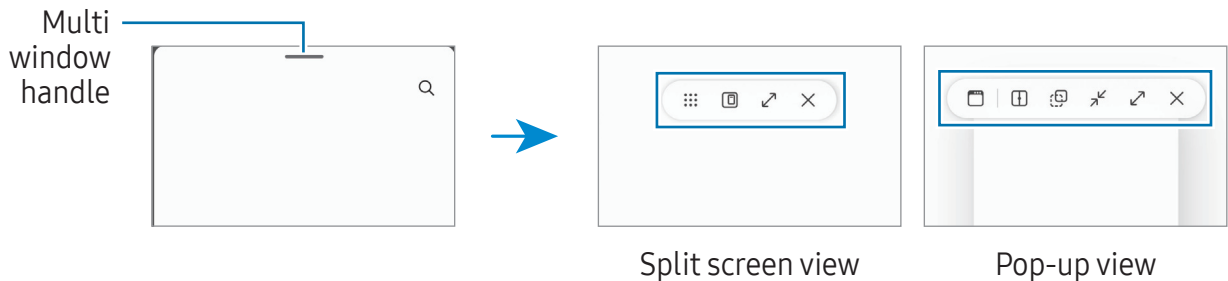 Multi
window
handle
Split screen view
Pop-up view